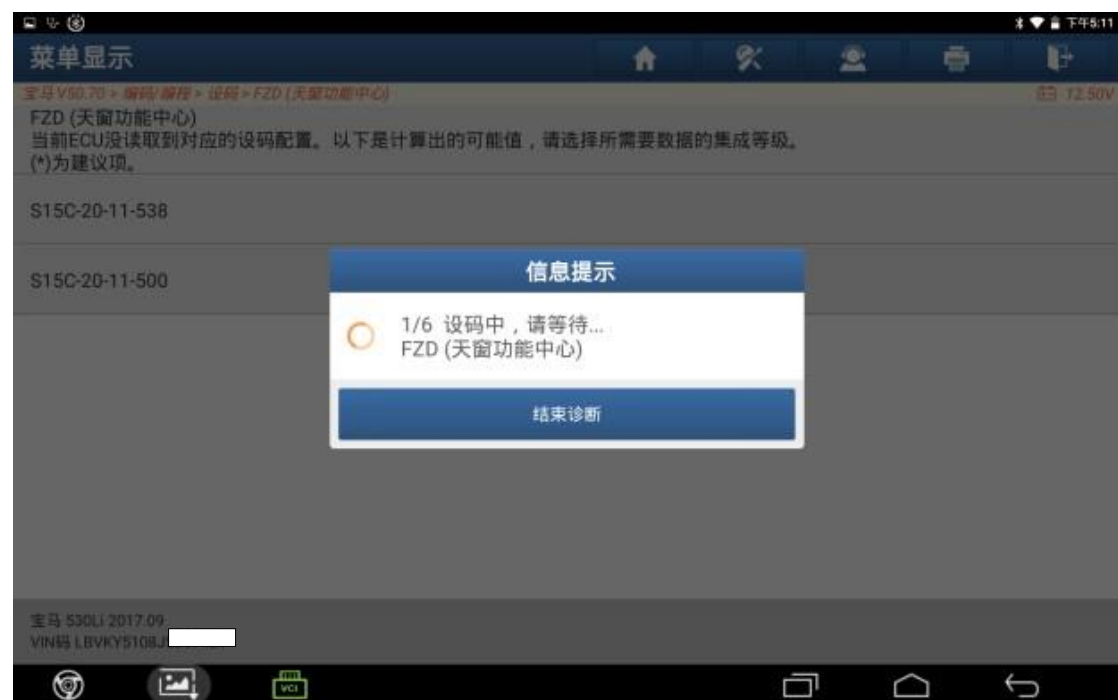 下午5:11
菜单显示
宝马 V50.70 > 编码/编程 > 设码 > FZD (天窗功能中心)
12.50V
FZD (天窗功能中心)
当前ECU没读取到对应的设码配置。以下是计算出的可能值，请选择所需要数据的集成等级。
(*)为建议项。
S15C-20-11-538
S15C-20-11-500
信息提示
1/6 设码中，请等待...
FZD (天窗功能中心)
结束诊断
宝马 530Li 2017.09
VIN码 LBVKY5108J
VCI